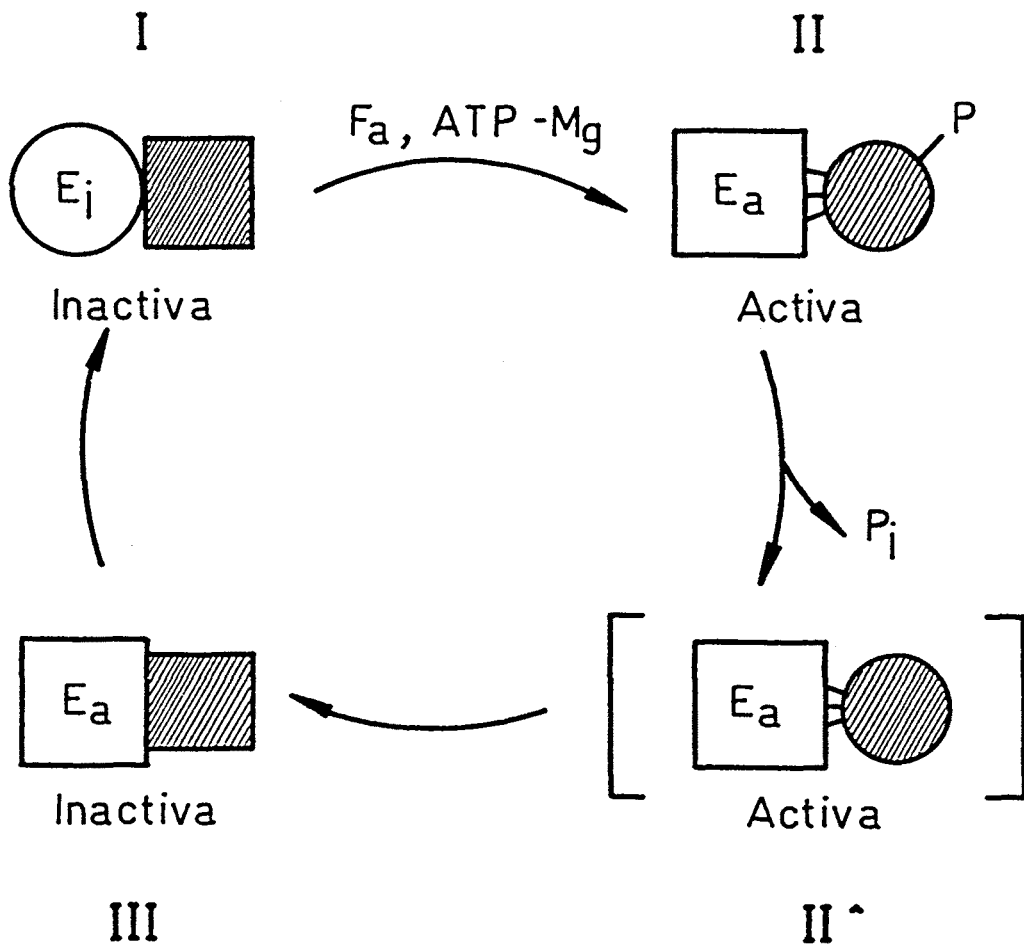 I
II
Fa, ATP -Mg
P
Ei
Ea
Inactiva
Activa
Pi
Ea
Ea
Inactiva
Activa
III
II ^